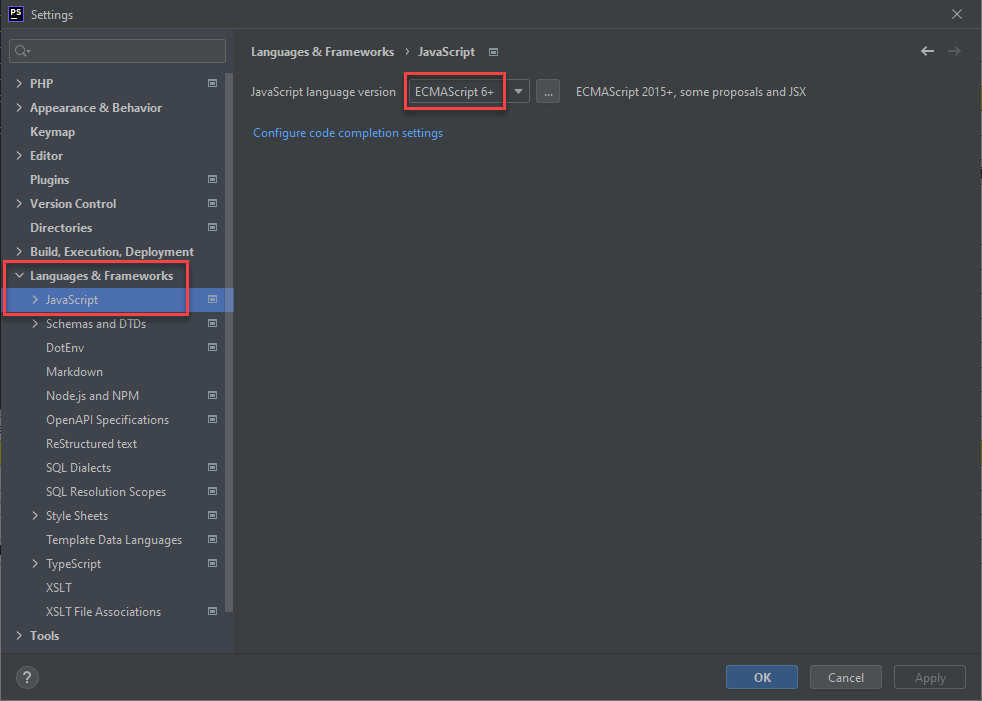 PS Settings
Languages & Frameworks › JavaScript
JavaScript language version ECMAScript 6+ ... ECMAScript 2015+, some proposals and JSX
Configure code completion settings
PHP
Appearance & Behavior
Keymap
Editor
Plugins
Version Control
Directories
Build, Execution, Deployment
Languages & Frameworks
JavaScript
Schemas and DTDs
DotEnv
Markdown
Node.js and NPM
OpenAPI Specifications
ReStructured text
SQL Dialects
SQL Resolution Scopes
Style Sheets
Template Data Languages
TypeScript
XSLT
XSLT File Associations
Tools
? OK Cancel Apply